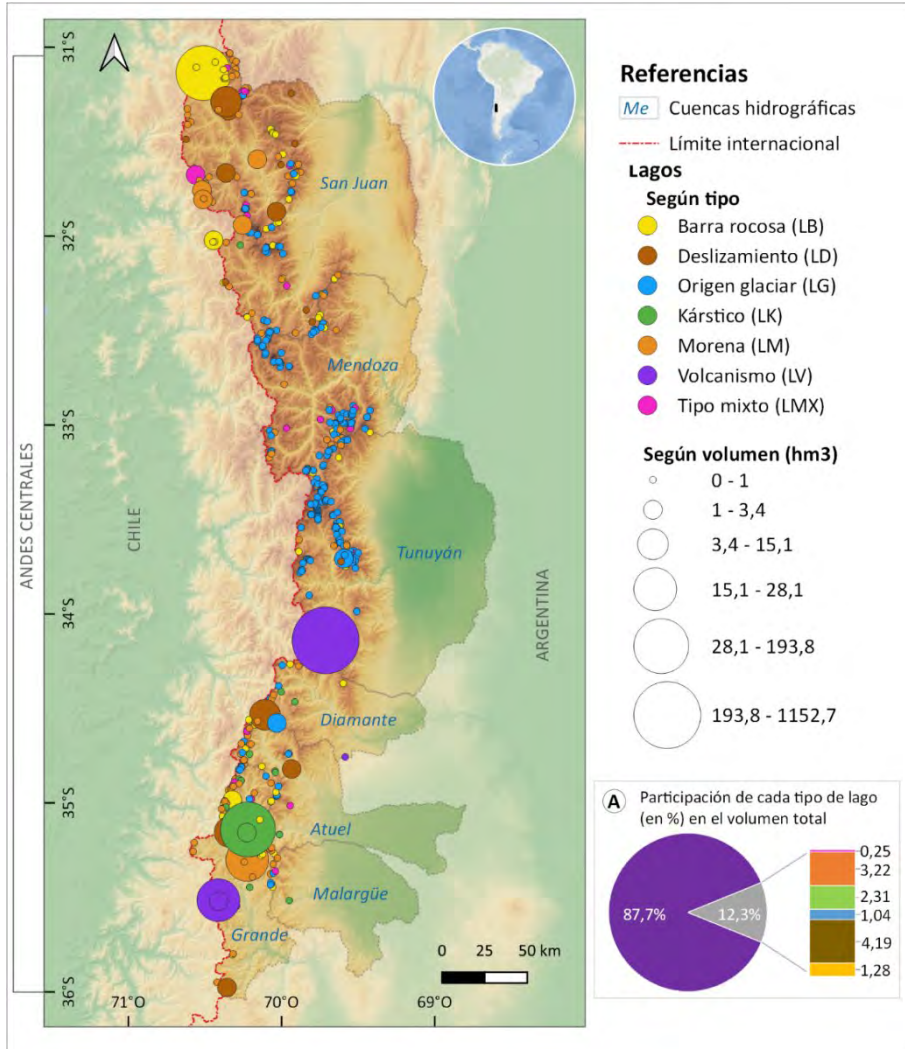 31°S
32°S
33°S
34°S
35°S
36°S
71°O
70°O
69°O
ANDES CENTRALES
CHILE
ARGENTINA
San Juan
Mendoza
Tunuyán
Diamante
Atuel
Malargüe
Grande
0 25 50 km
Referencias
Me Cuencas hidrográficas
Límite internacional
Lagos
Según tipo
Barra rocosa (LB)
Deslizamiento (LD)
Origen glaciar (LG)
Kárstico (LK)
Morena (LM)
Volcanismo (LV)
Tipo mixto (LMX)
Según volumen (hm3)
0 - 1
1 - 3,4
3,4 - 15,1
15,1 - 28,1
28,1 - 193,8
193,8 - 1152,7
A Participación de cada tipo de lago
(en %) en el volumen total
87,7%
12,3%
0,25
3,22
2,31
1,04
4,19
1,28